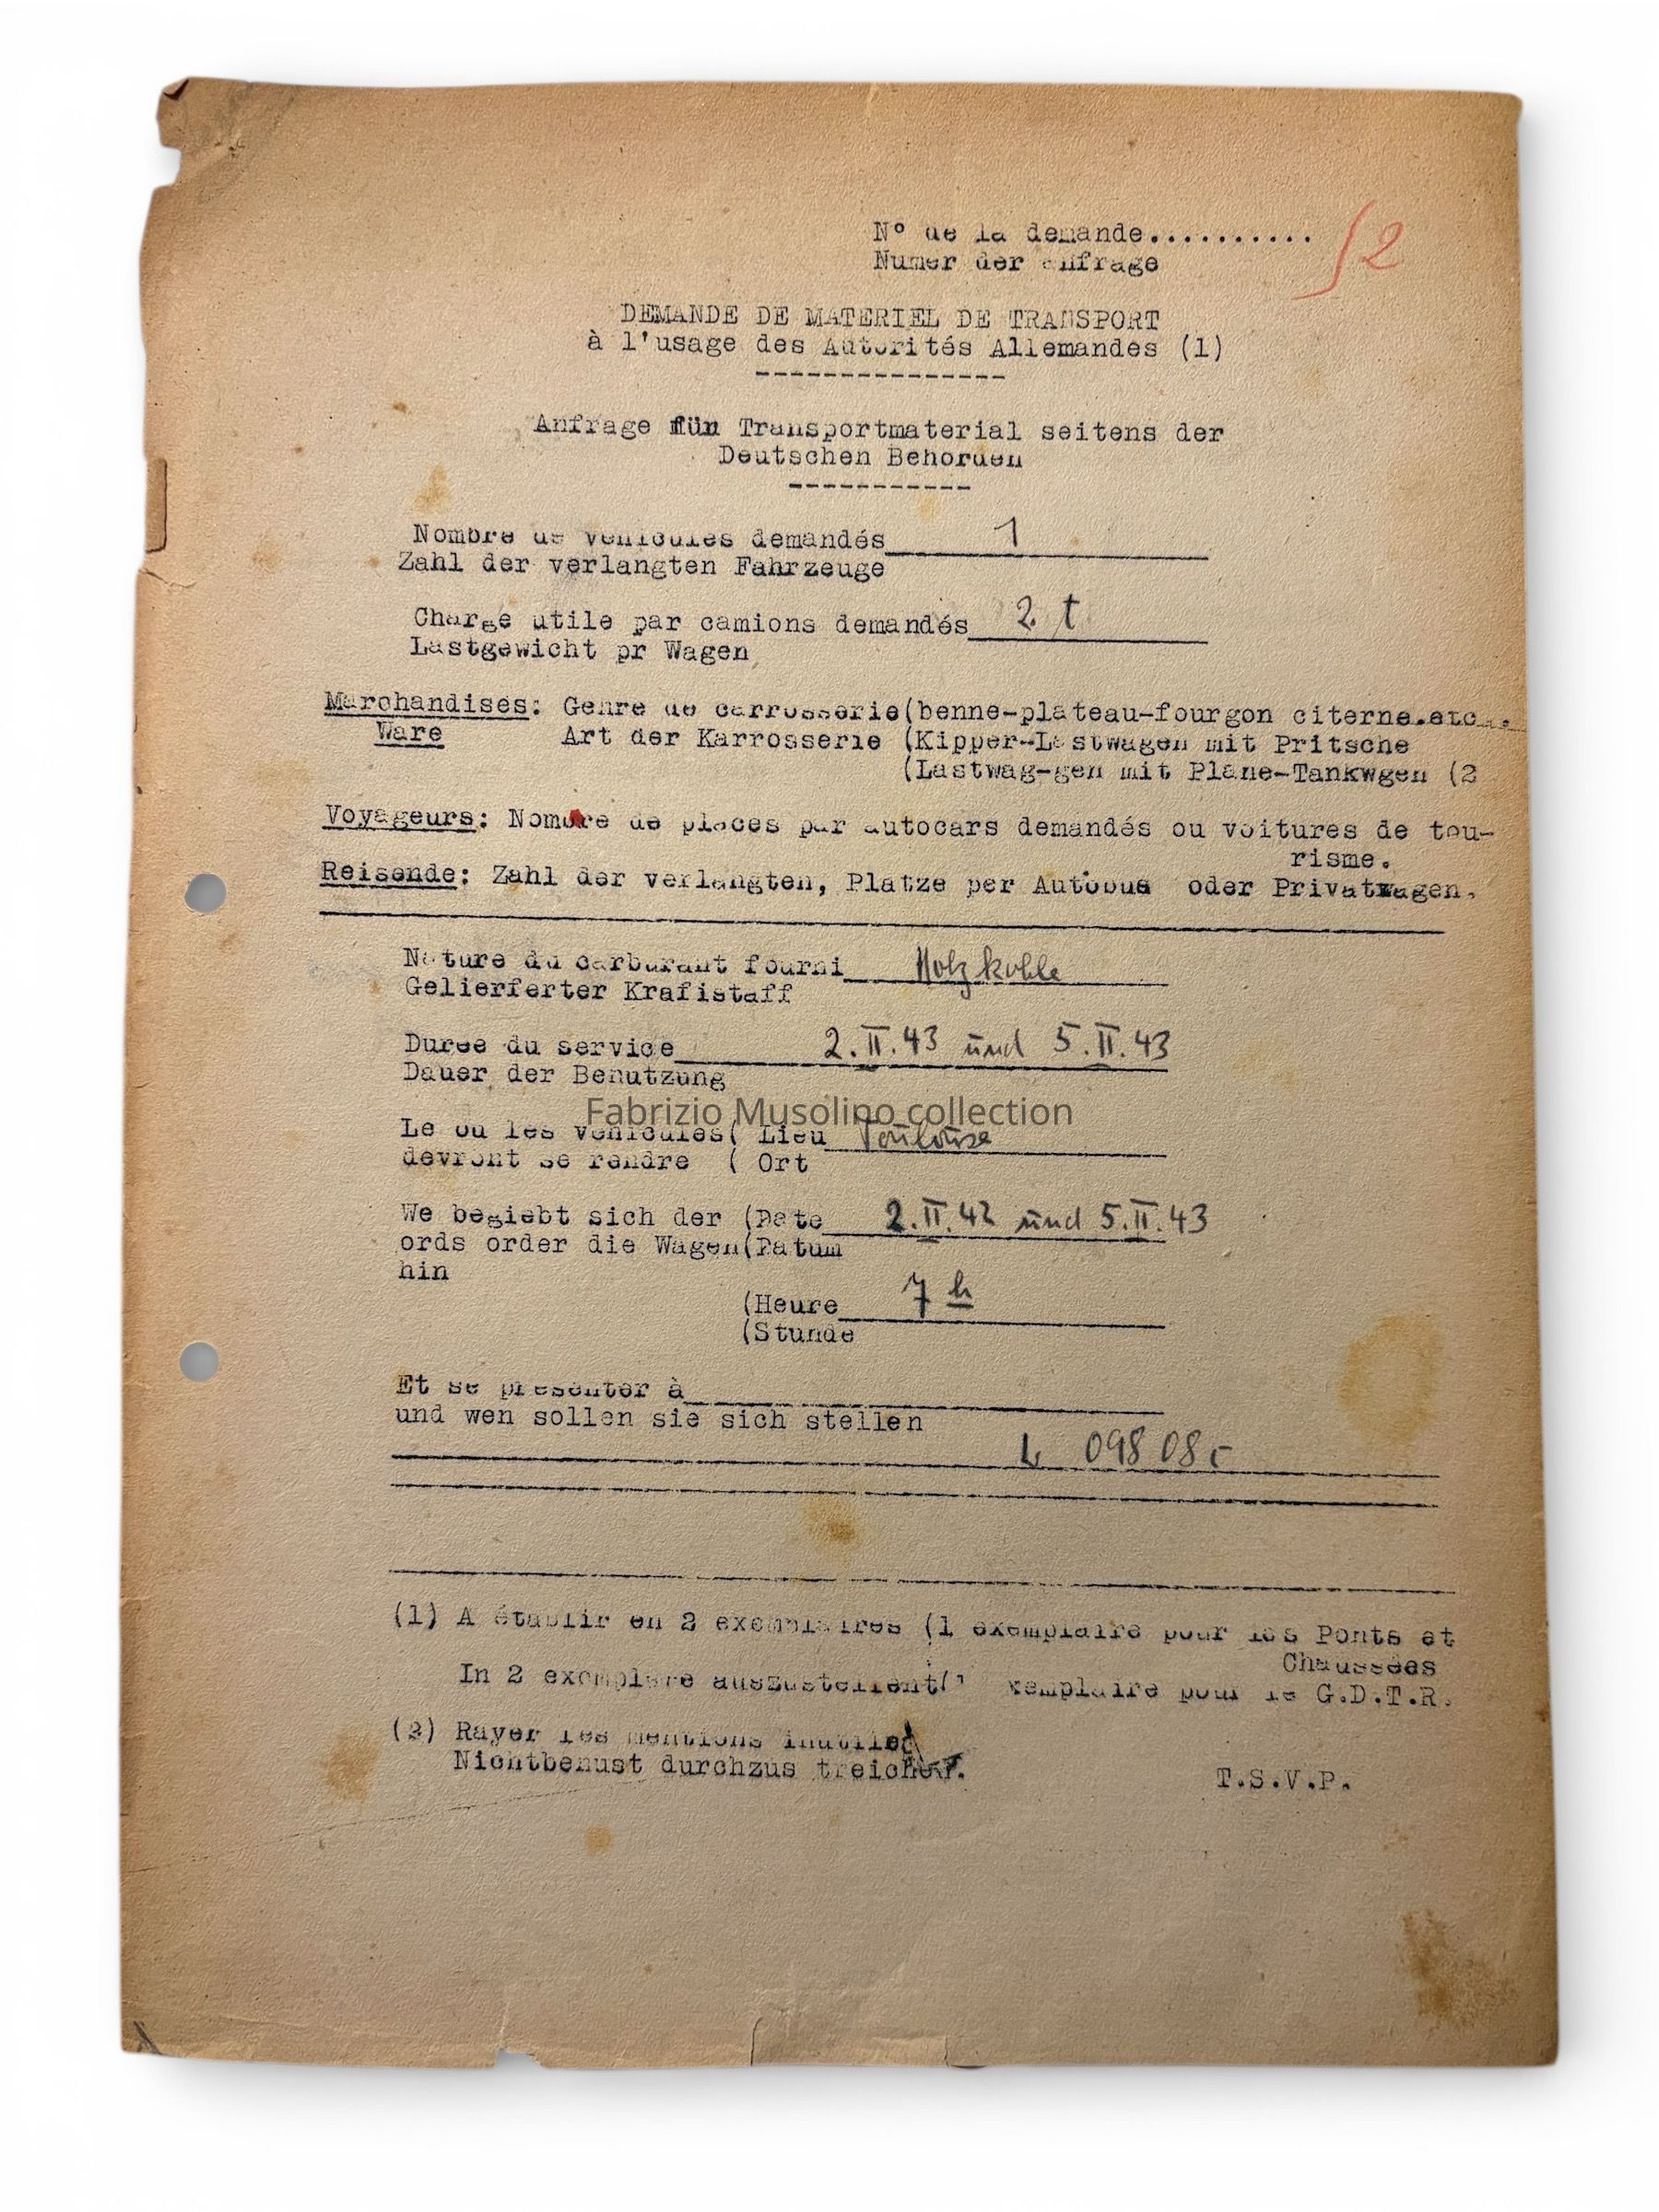 N° de la demande..........
52
Numer der Anfrage
DEMANDE DE MATERIEL DE TRANSPORT
à l'usage des Autorités Allemandes (1)
---------------
Anfrage für Transportmaterial seitens der
Deutschen Behorden
-----------
Nombre de vehicules demandés 1
Zahl der verlangten Fahrzeuge
Charge utile par camions demandés 2 t
Lastgewicht pr Wagen
Marchandises: Genre de carrosserie(benne-plateau-fourgon citerne.etc...
Ware Art der Karrosserie (Kipper-Lastwagen mit Pritsche
(Lastwag-gen mit Plane-Tankwgen (2
Voyageurs: Nombre de places par autocars demandés ou voitures de tou-
risme.
Reisende: Zahl der verlangten, Platze per Autobus oder Privatwagen.
Nature du carburant fourni Holzkohle
Gelierferter Krafistaff
Duree du service 2.II.43 und 5.II.43
Dauer der Benutzung
Fabrizio Musolino collection
Le ou les vehicules( Lieu Toulouse
devront se rendre ( Ort
We begiebt sich der (Date 2.II.42 und 5.II.43
ords order die Wagen(Datum
hin
(Heure 7 h
(Stunde
Et se presenter à
und wen sollen sie sich stellen
098 08
(1) A établir en 2 exemplaires (1 exemplaire pour les Ponts et
Chaussées
In 2 exemplare auszustellent(1 exemplaire pour le G.D.T.R.
(2) Rayer les mentions inutiles
Nichtbenust durchzus treichen.
T.S.V.P.